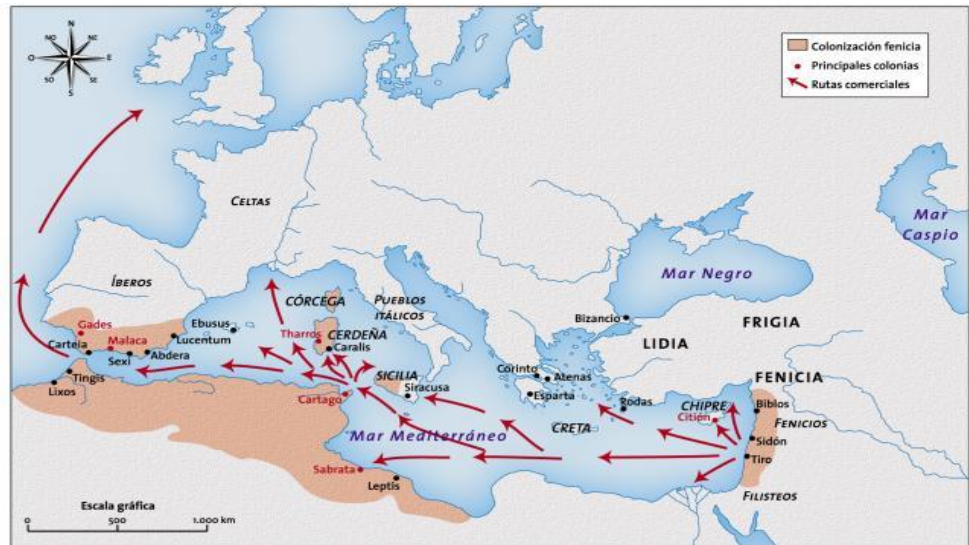 N
NO
NE
O
E
SO
SE
S
Colonización fenicia
Principales colonias
Rutas comerciales
CELTAS
Mar
Caspio
Mar Negro
ÍBEROS
CÓRCEGA
PUEBLOS
ITÁLICOS
Bizancio
FRIGIA
LIDIA
Gades
Malaca
Carteia
Sexi
Abdera
Ebusus
Lucentum
Tharros
CERDEÑA
Caralis
Corinto
Atenas
Esparta
FENICIA
Tingis
Lixos
SICILIA
Siracusa
Cartago
Rodas
CHIPRE
Citión
Biblos
FENICIOS
CRETA
Mar Mediterráneo
Sidón
Tiro
Sabrata
Leptis
FILISTEOS
Escala gráfica
0 500 1.000 km